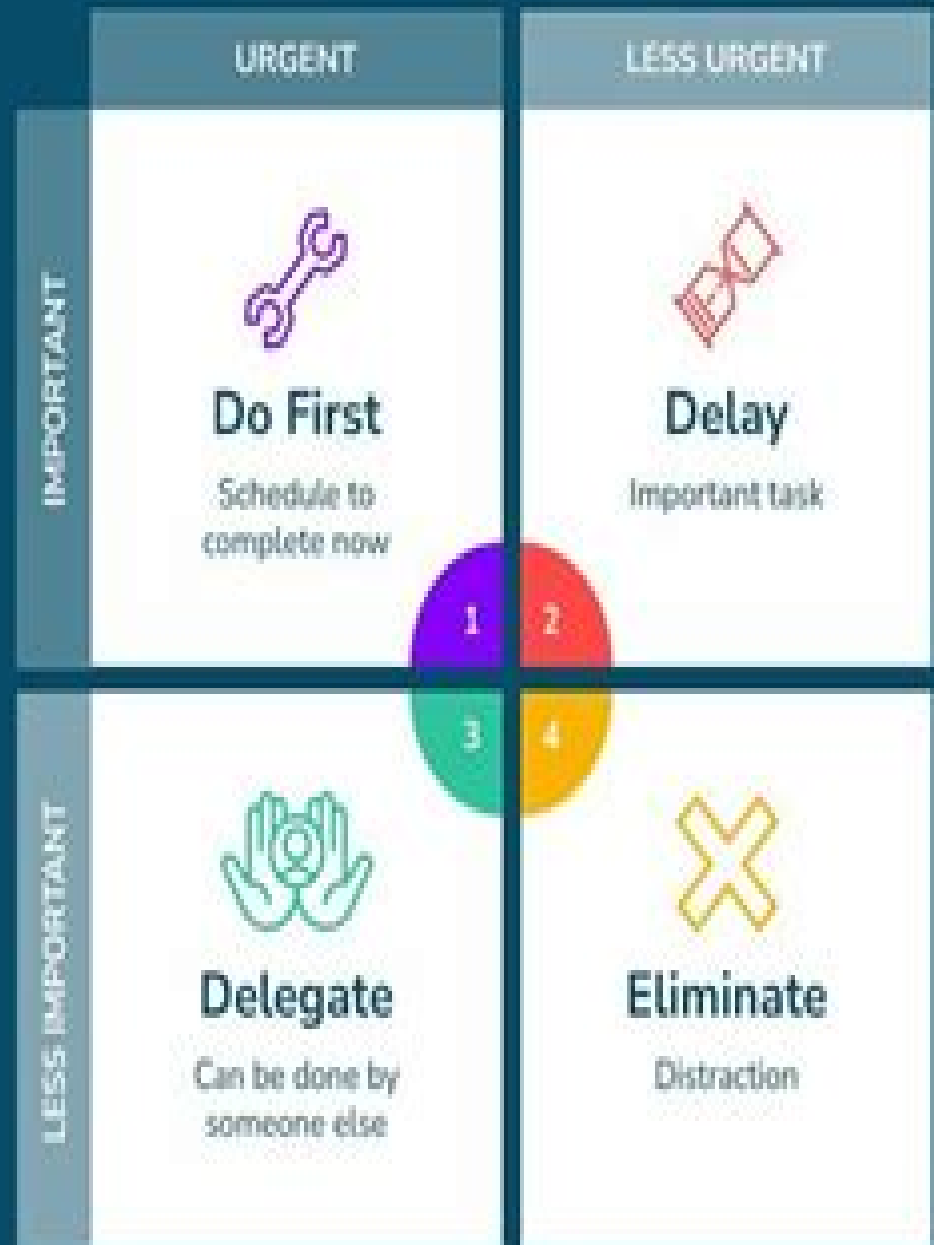 URGENT
LESS URGENT
IMPORTANT
Do First
Schedule to
complete now
1
Delay
Important task
2
LESS IMPORTANT
3
Delegate
Can be done by
someone else
4
Eliminate
Distraction